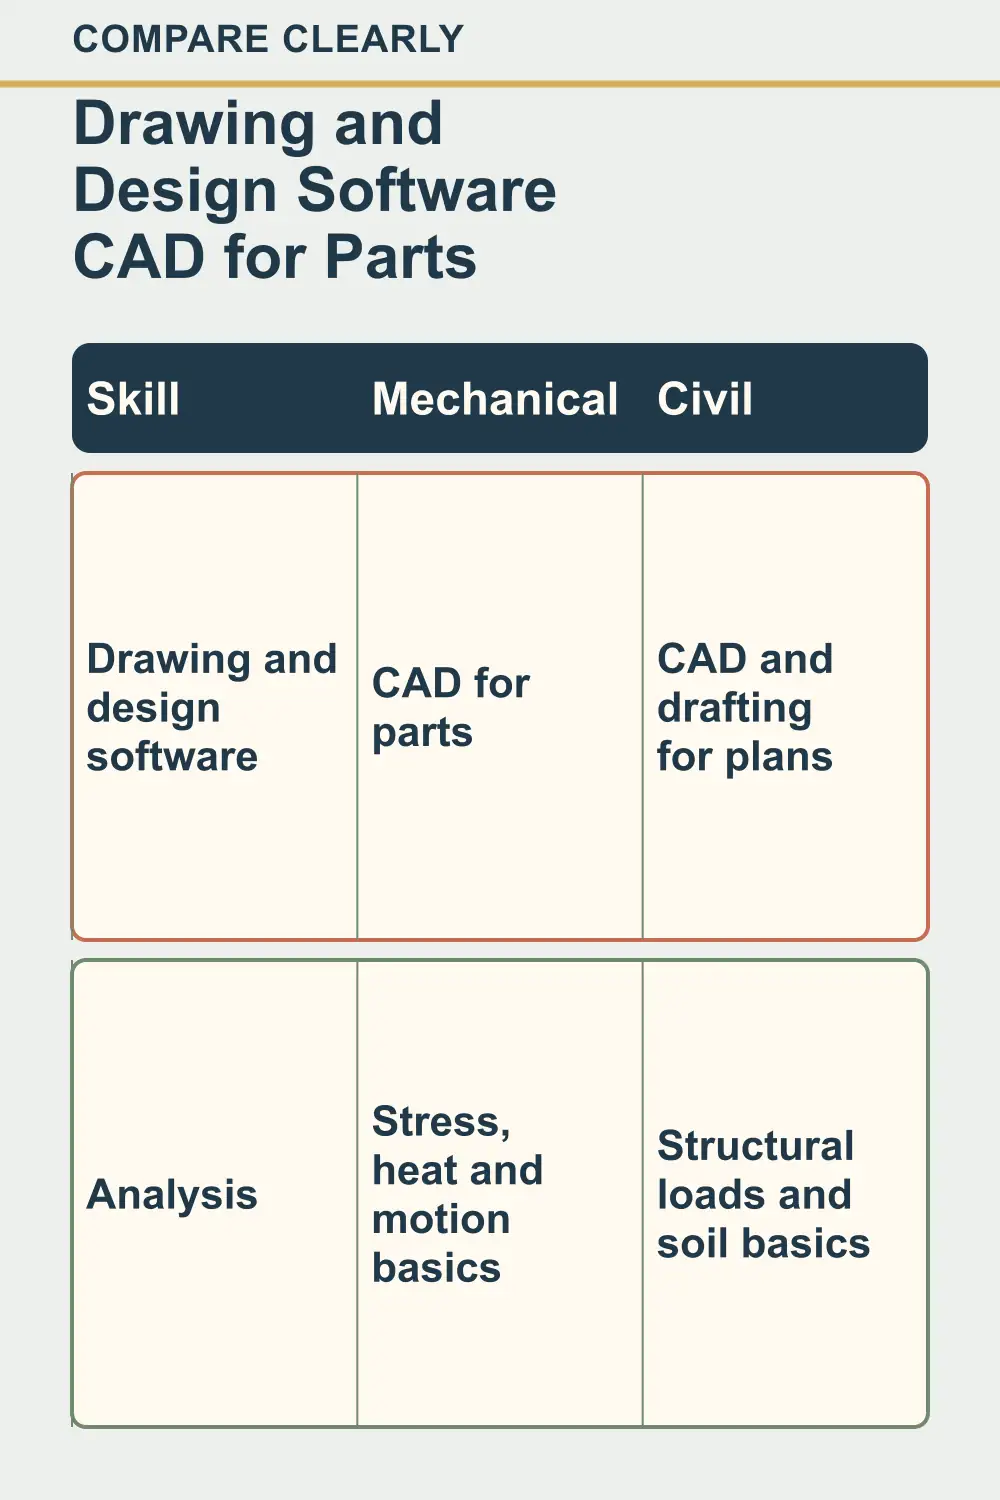 COMPARE CLEARLY
Drawing and
Design Software
CAD for Parts
Skill Mechanical Civil
Drawing and
design
software
CAD for
parts
CAD and
drafting
for plans
Analysis
Stress,
heat and
motion
basics
Structural
loads and
soil basics